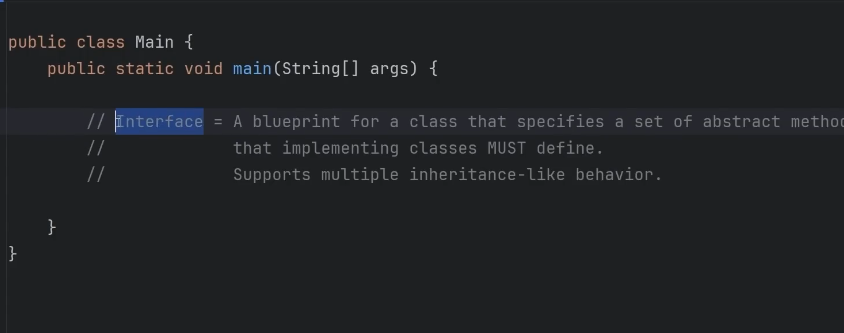 public class Main {
public static void main(String[] args) {
// Interface = A blueprint for a class that specifies a set of abstract
// that implementing classes MUST define.
// Supports multiple inheritance-like behavior.
}
}